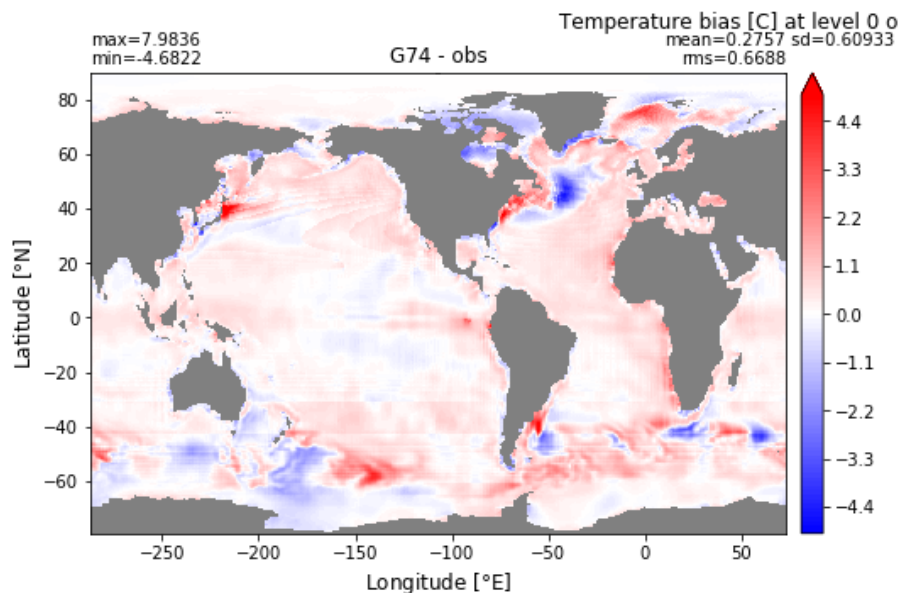 Temperature bias [C] at level 0 o
max=7.9836
mean=0.2757 sd=0.60933
min=-4.6822
G74 - obs
rms=0.6688
80
60
40
20
0
−20
−40
−60
Latitude [°N]
4.4
3.3
2.2
1.1
0.0
−1.1
−2.2
−3.3
−4.4
−250 −200 −150 −100 −50 0 50
Longitude [°E]